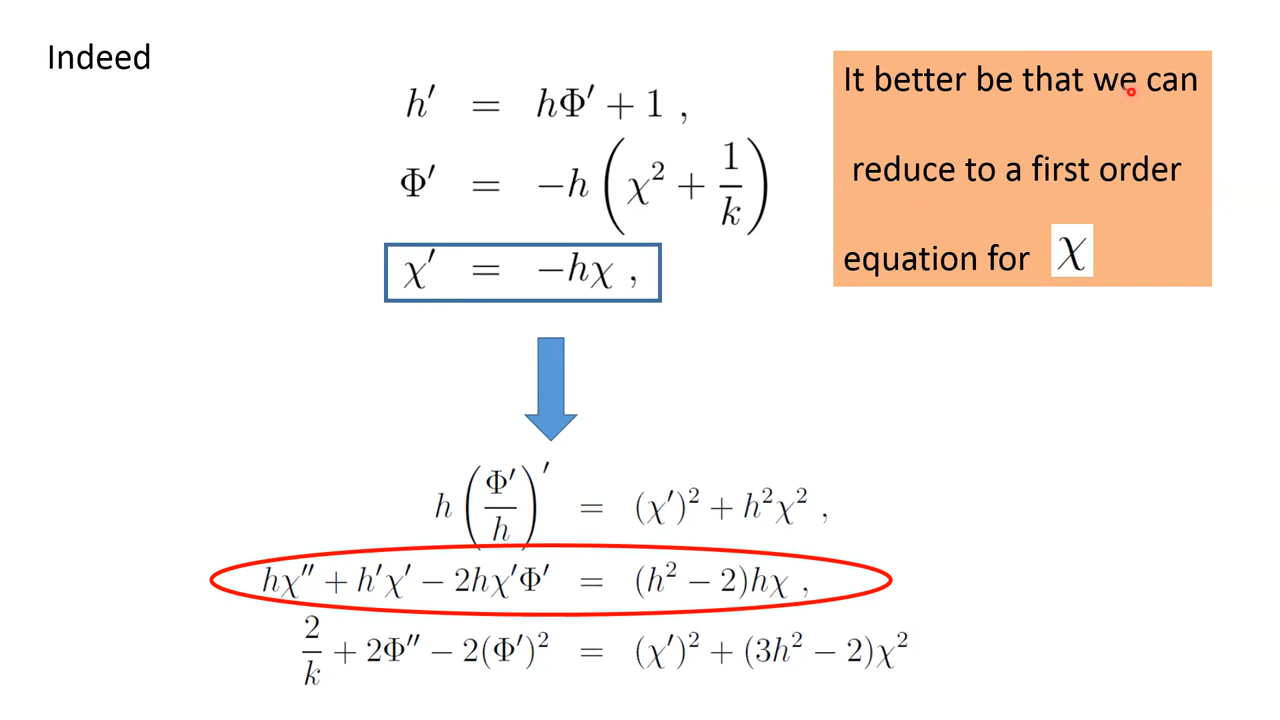 Indeed
h′ = hΦ′ + 1 ,
Φ′ = −h (χ² + 1/k)
χ′ = −hχ ,
It better be that we can
reduce to a first order
equation for χ
h (Φ′/h)′ = (χ′)² + h²χ² ,
hχ″ + h′χ′ − 2hχ′Φ′ = (h² − 2)hχ ,
2/k + 2Φ″ − 2(Φ′)² = (χ′)² + (3h² − 2)χ²